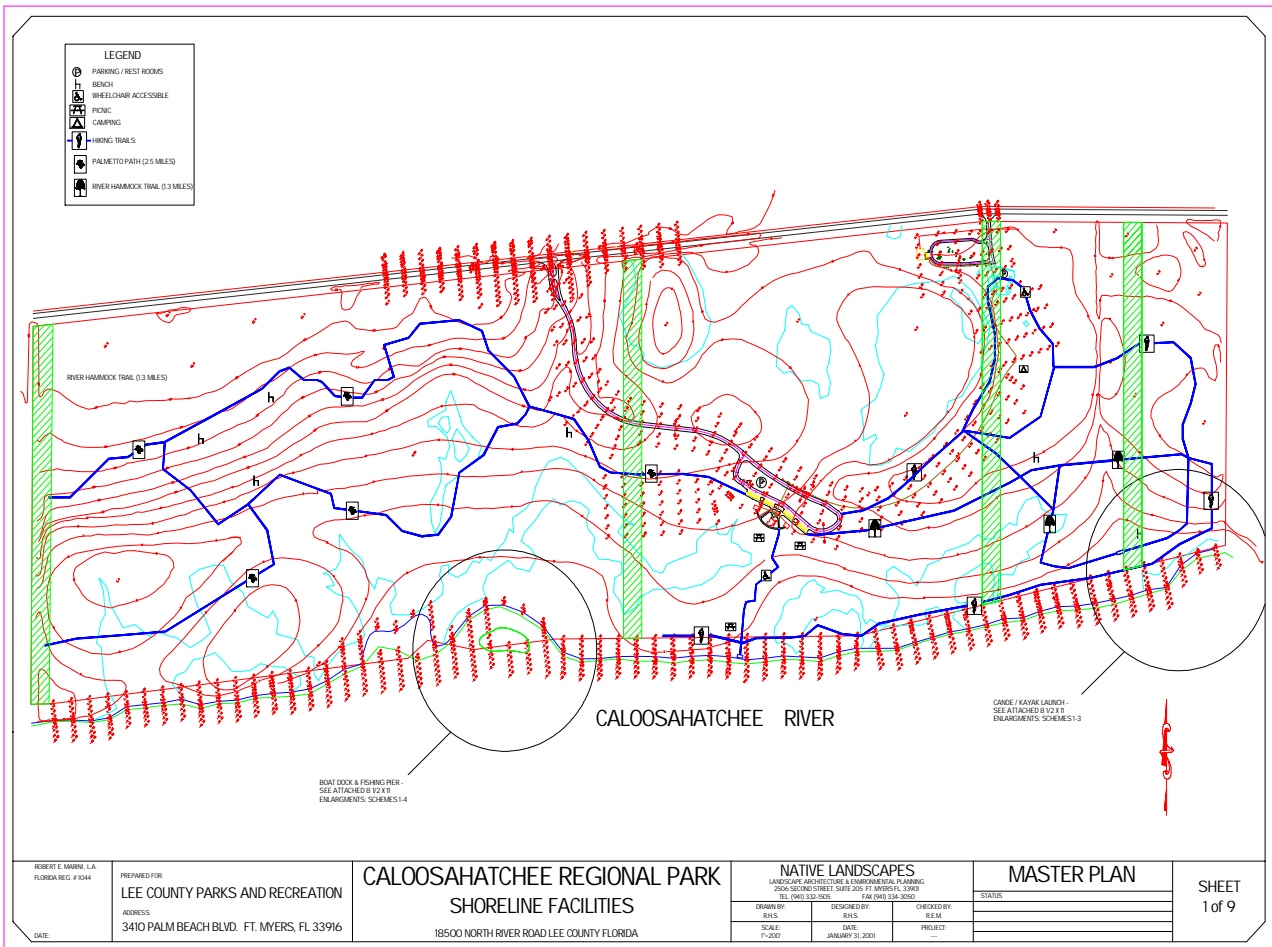 LEGEND
PARKING / REST ROOMS
BENCH
WHEELCHAIR ACCESSIBLE
PICNIC
CAMPING
HIKING TRAILS:
PALMETTO PATH (2.5 MILES)
RIVER HAMMOCK TRAIL (1.3 MILES)
RIVER HAMMOCK TRAIL (1.3 MILES)
CALOOSAHATCHEE RIVER
CANOE / KAYAK LAUNCH -
SEE ATTACHED 8 1/2 X 11
ENLARGMENTS: SCHEMES 1-3
BOAT DOCK & FISHING PIER -
SEE ATTACHED 8 1/2 X 11
ENLARGMENTS: SCHEMES 1-4
ROBERT E. MARINI, L.A.
FLORIDA REG. # 1044
DATE:
PREPARED FOR:
LEE COUNTY PARKS AND RECREATION
ADDRESS:
3410 PALM BEACH BLVD. FT. MYERS, FL 33916
CALOOSAHATCHEE REGIONAL PARK
SHORELINE FACILITIES
18500 NORTH RIVER ROAD LEE COUNTY FLORIDA
NATIVE LANDSCAPES
LANDSCAPE ARCHITECTURE & ENVIRONMENTAL PLANNING
2506 SECOND STREET, SUITE 205 FT. MYERS FL. 33901
TEL (941) 332-1505 FAX (941) 334-3050
DRAWN BY:
R.H.S.
DESIGNED BY:
R.H.S.
CHECKED BY:
R.E.M.
SCALE:
1"=200'
DATE:
JANUARY 31, 2001
PROJECT:
---
MASTER PLAN
STATUS
SHEET
1 of 9